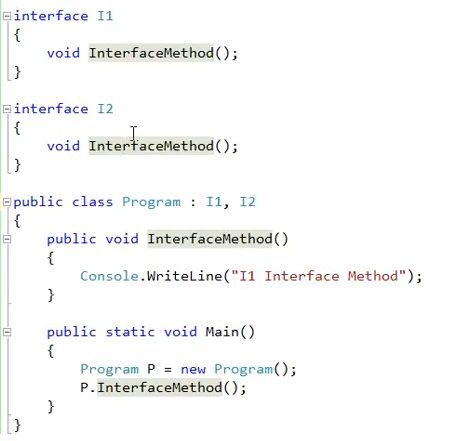 interface I1
{
    void InterfaceMethod();
}
interface I2
{
    void InterfaceMethod();
}
public class Program : I1, I2
{
    public void InterfaceMethod()
    {
        Console.WriteLine("I1 Interface Method");
    }
    public static void Main()
    {
        Program P = new Program();
        P.InterfaceMethod();
    }
}